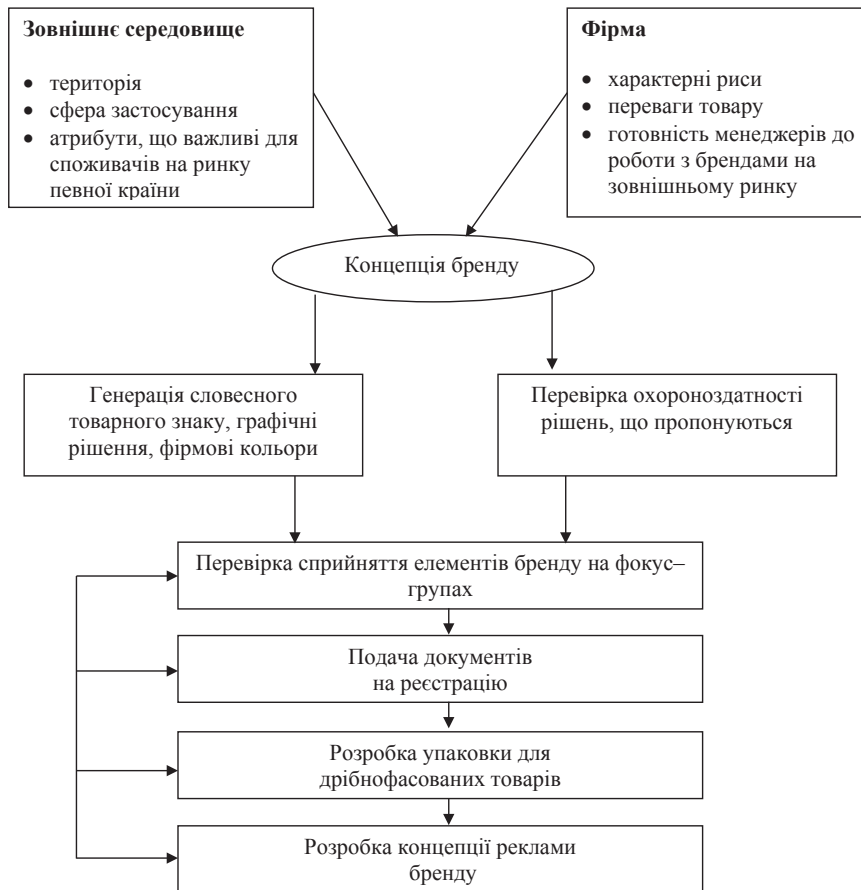 Зовнішнє середовище
• територія
• сфера застосування
• атрибути, що важливі для
споживачів на ринку
певної країни
Фірма
• характерні риси
• переваги товару
• готовність менеджерів до
роботи з брендами на
зовнішньому ринку
Концепція бренду
Генерація словесного
товарного знаку, графічні
рішення, фірмові кольори
Перевірка охороноздатності
рішень, що пропонуються
Перевірка сприйняття елементів бренду на фокус–
групах
Подача документів
на реєстрацію
Розробка упаковки для
дрібнофасованих товарів
Розробка концепції реклами
бренду